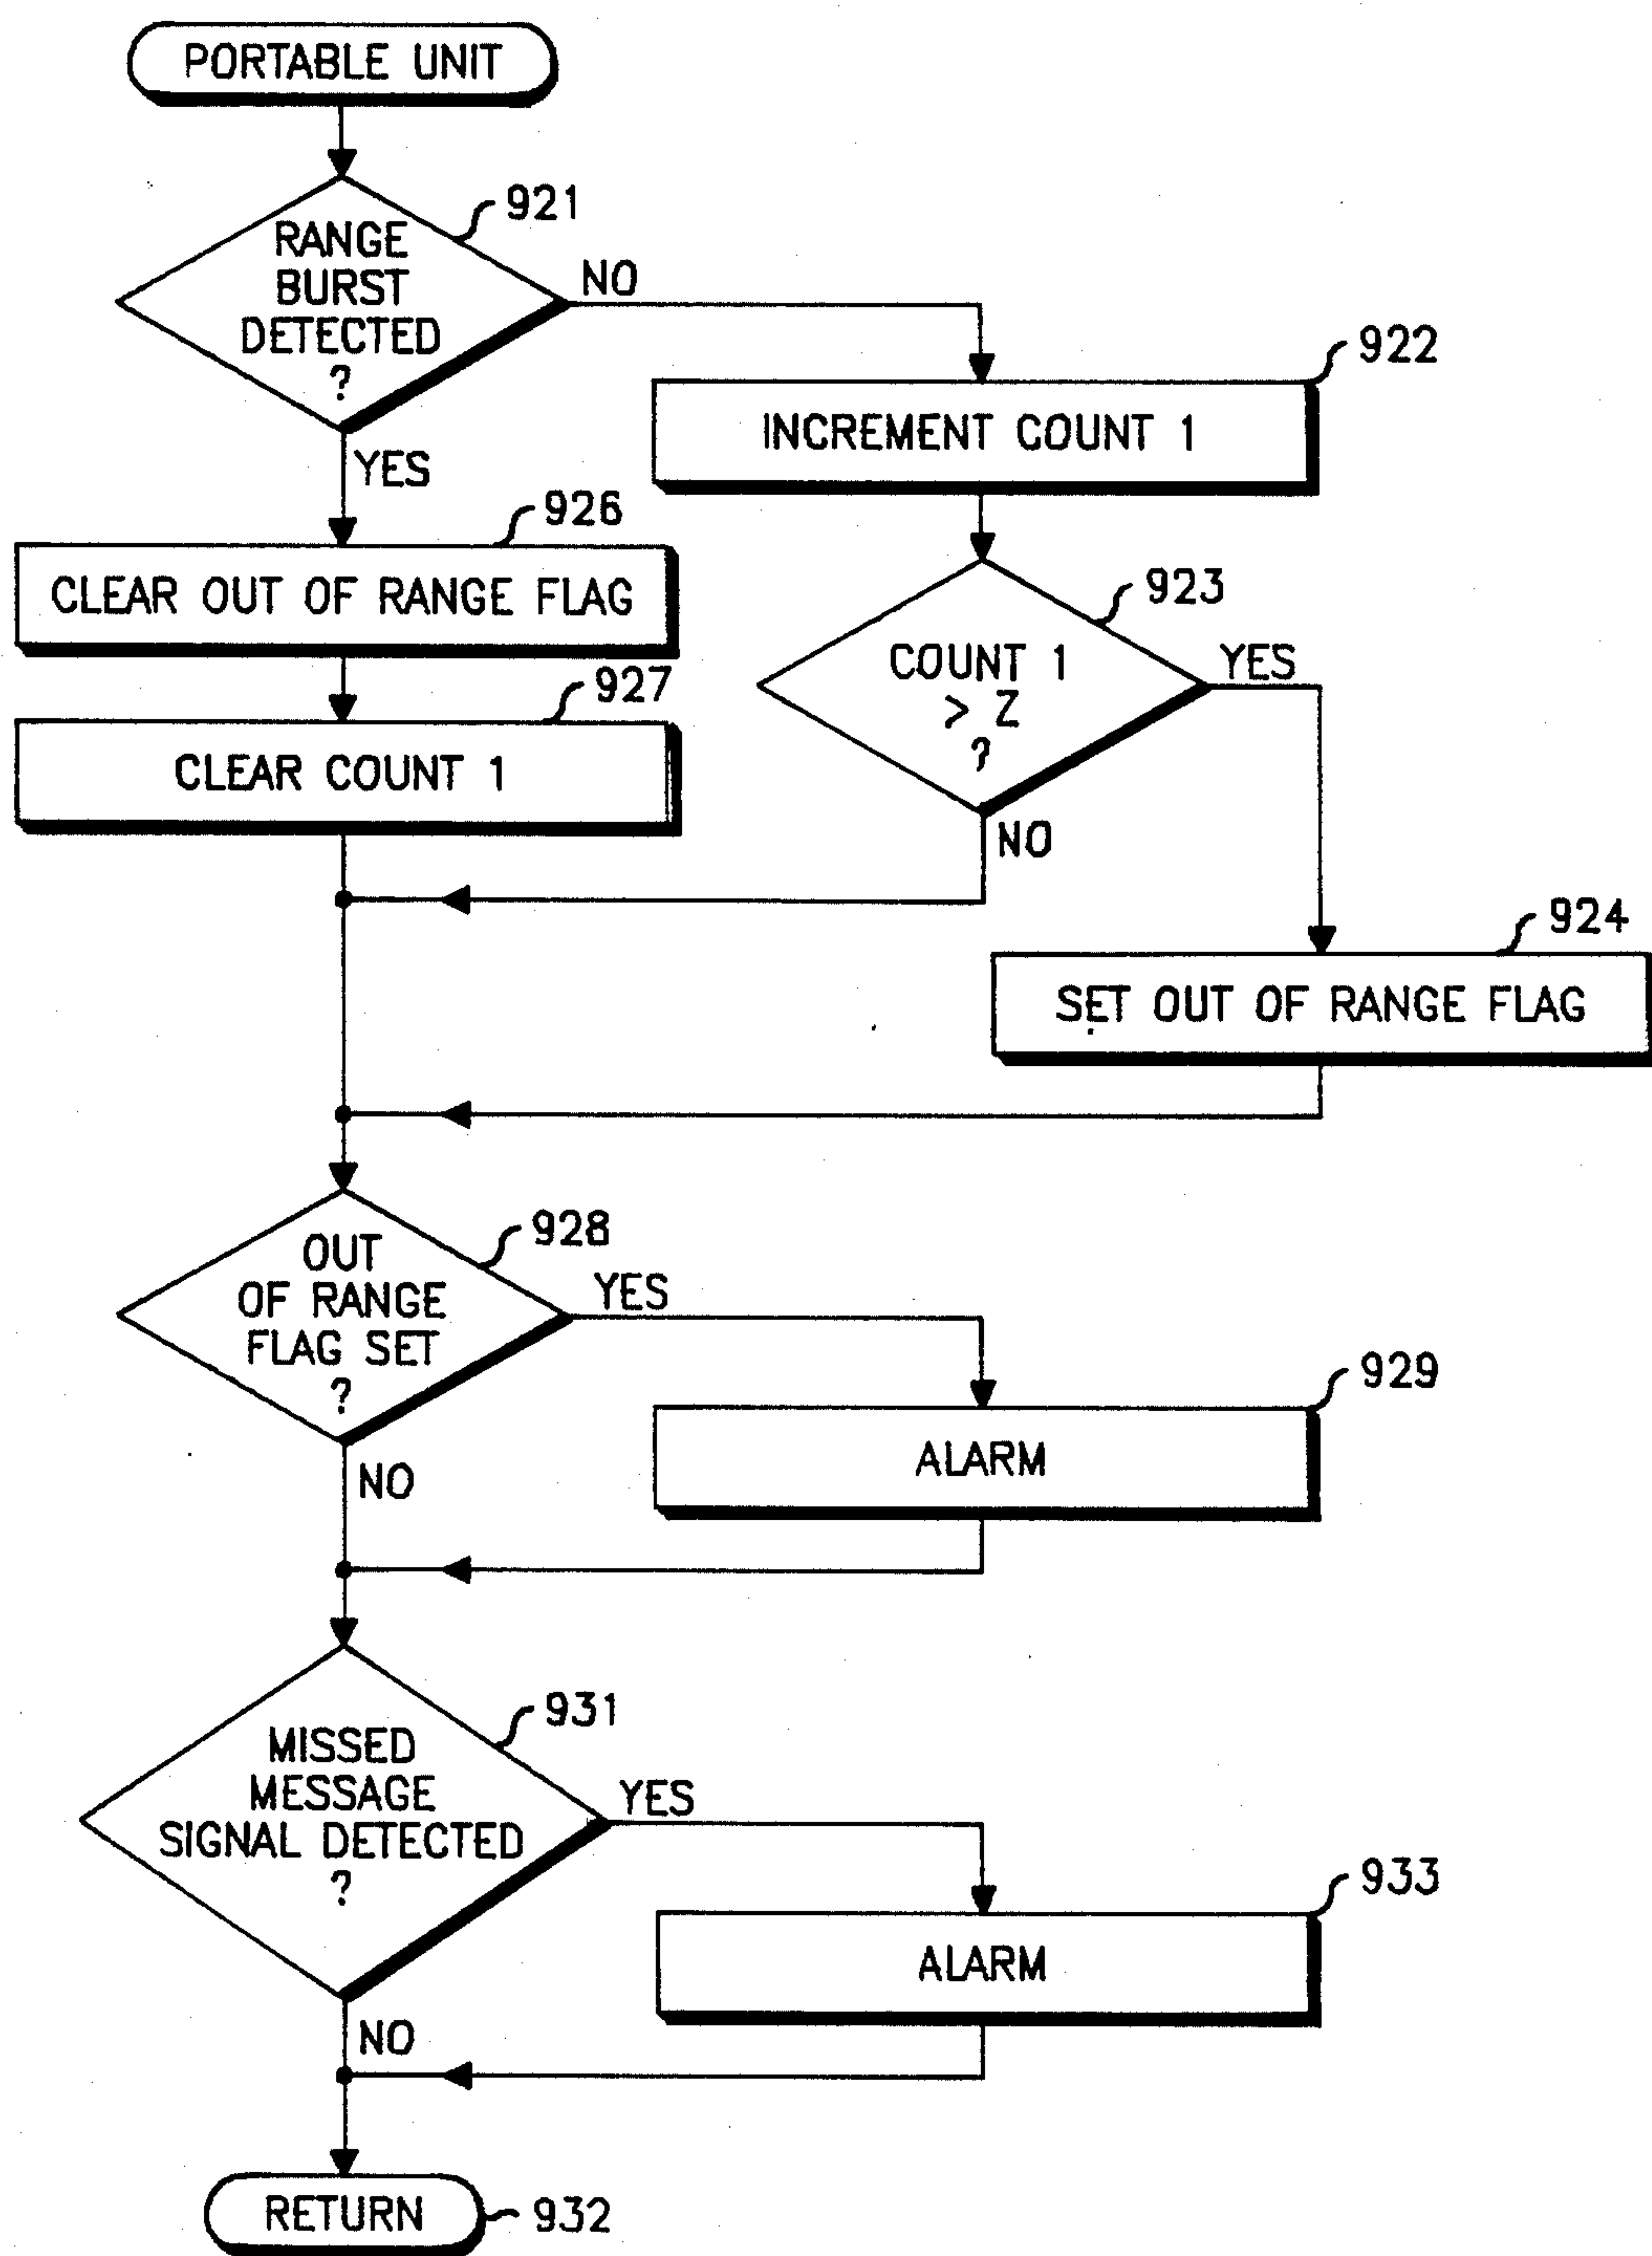 PORTABLE UNIT
921
RANGE
BURST
DETECTED
?
NO
YES
922
INCREMENT COUNT 1
926
CLEAR OUT OF RANGE FLAG
923
COUNT 1
> Z
?
YES
NO
927
CLEAR COUNT 1
924
SET OUT OF RANGE FLAG
928
OUT
OF RANGE
FLAG SET
?
YES
NO
929
ALARM
931
MISSED
MESSAGE
SIGNAL DETECTED
?
YES
NO
933
ALARM
RETURN
932